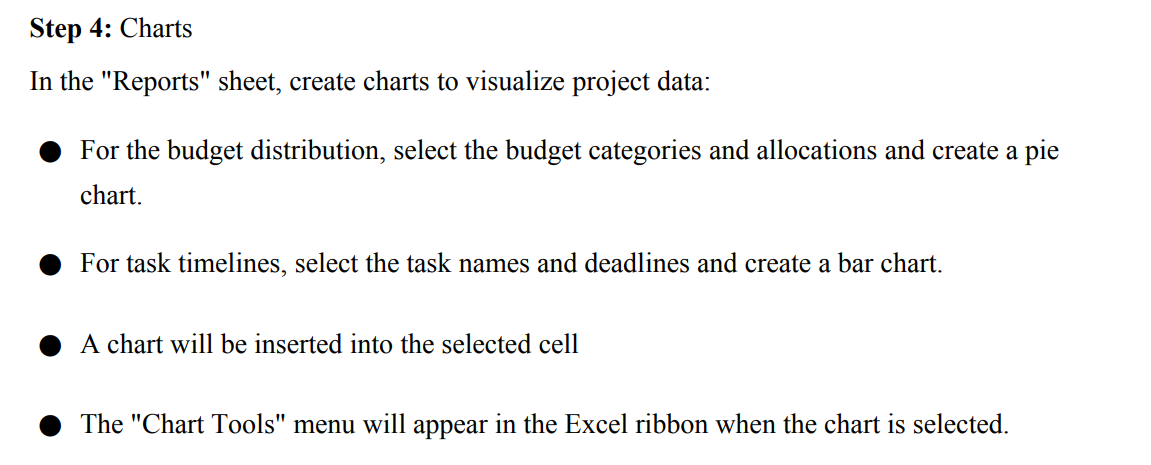 Step 4: Charts
In the "Reports" sheet, create charts to visualize project data:
● For the budget distribution, select the budget categories and allocations and create a pie
chart.
● For task timelines, select the task names and deadlines and create a bar chart.
● A chart will be inserted into the selected cell
● The "Chart Tools" menu will appear in the Excel ribbon when the chart is selected.